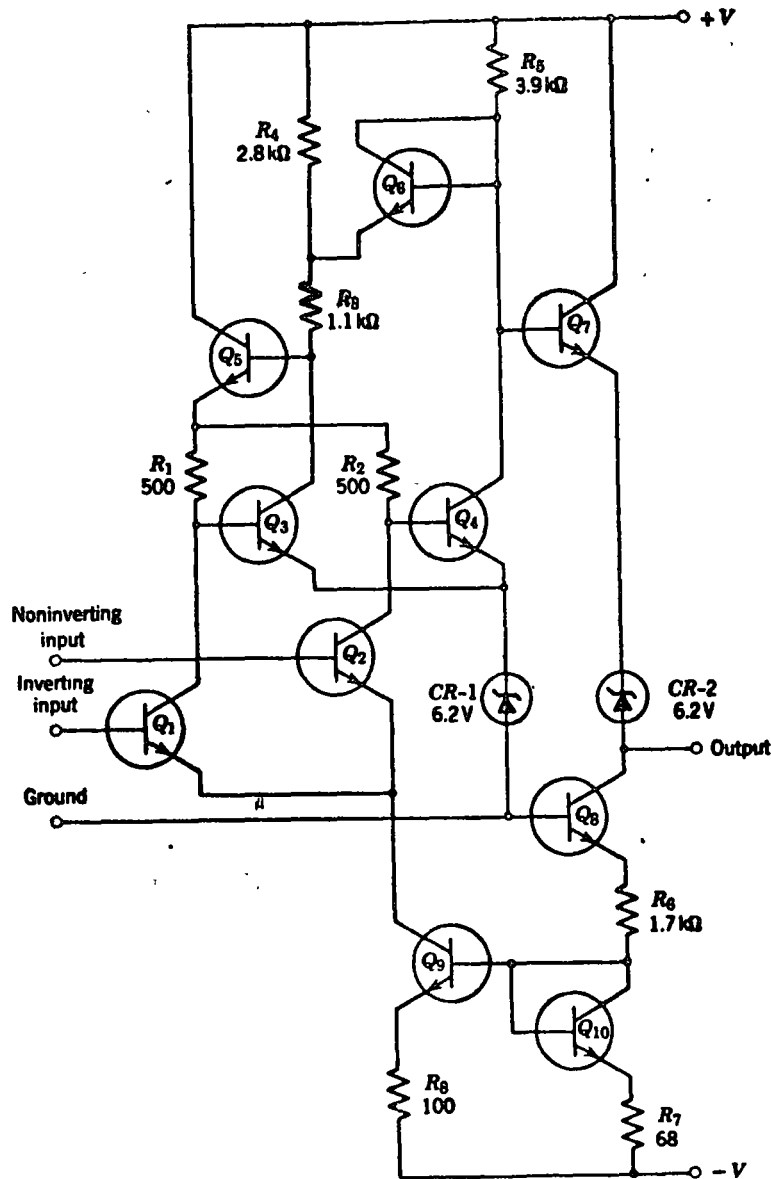 +V
R5
3.9kΩ
R4
2.8kΩ
Q6
R3
1.1kΩ
Q7
Q5
R1
500
R2
500
Q3
Q4
Noninverting
input
Q2
CR-1
6.2V
CR-2
6.2V
Inverting
input
Q1
Output
Ground
Q8
R6
1.7kΩ
Q9
Q10
R8
100
R7
68
-V